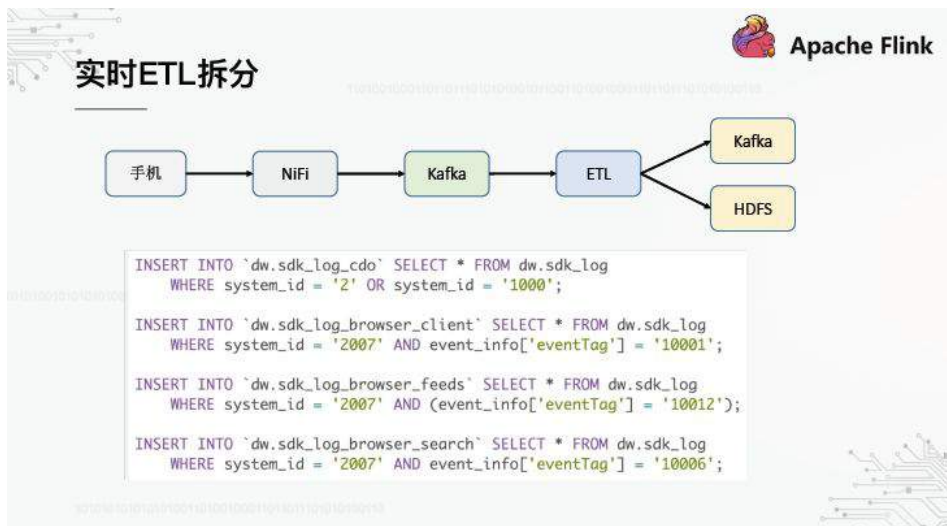 Apache Flink
实时ETL拆分
手机
NiFi
Kafka
ETL
Kafka
HDFS
INSERT INTO `dw.sdk_log_cdo` SELECT * FROM dw.sdk_log
WHERE system_id = '2' OR system_id = '1000';
INSERT INTO `dw.sdk_log_browser_client` SELECT * FROM dw.sdk_log
WHERE system_id = '2007' AND event_info['eventTag'] = '10001';
INSERT INTO `dw.sdk_log_browser_feeds` SELECT * FROM dw.sdk_log
WHERE system_id = '2007' AND (event_info['eventTag'] = '10012');
INSERT INTO `dw.sdk_log_browser_search` SELECT * FROM dw.sdk_log
WHERE system_id = '2007' AND event_info['eventTag'] = '10006';